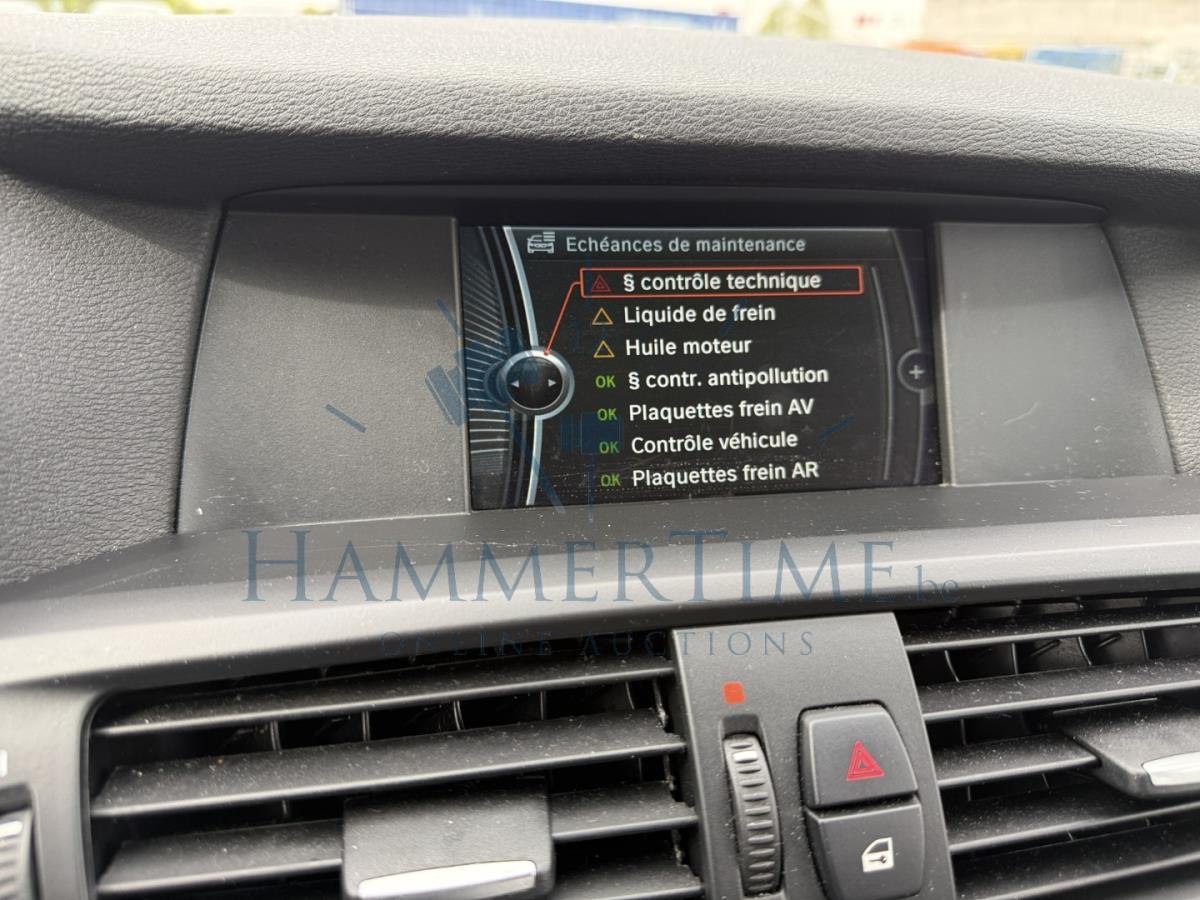 Echéances de maintenance
§ contrôle technique
Liquide de frein
Huile moteur
OK § contr. antipollution
OK Plaquettes frein AV
OK Contrôle véhicule
OK Plaquettes frein AR
HAMMERTIME.be
ONLINE AUCTIONS